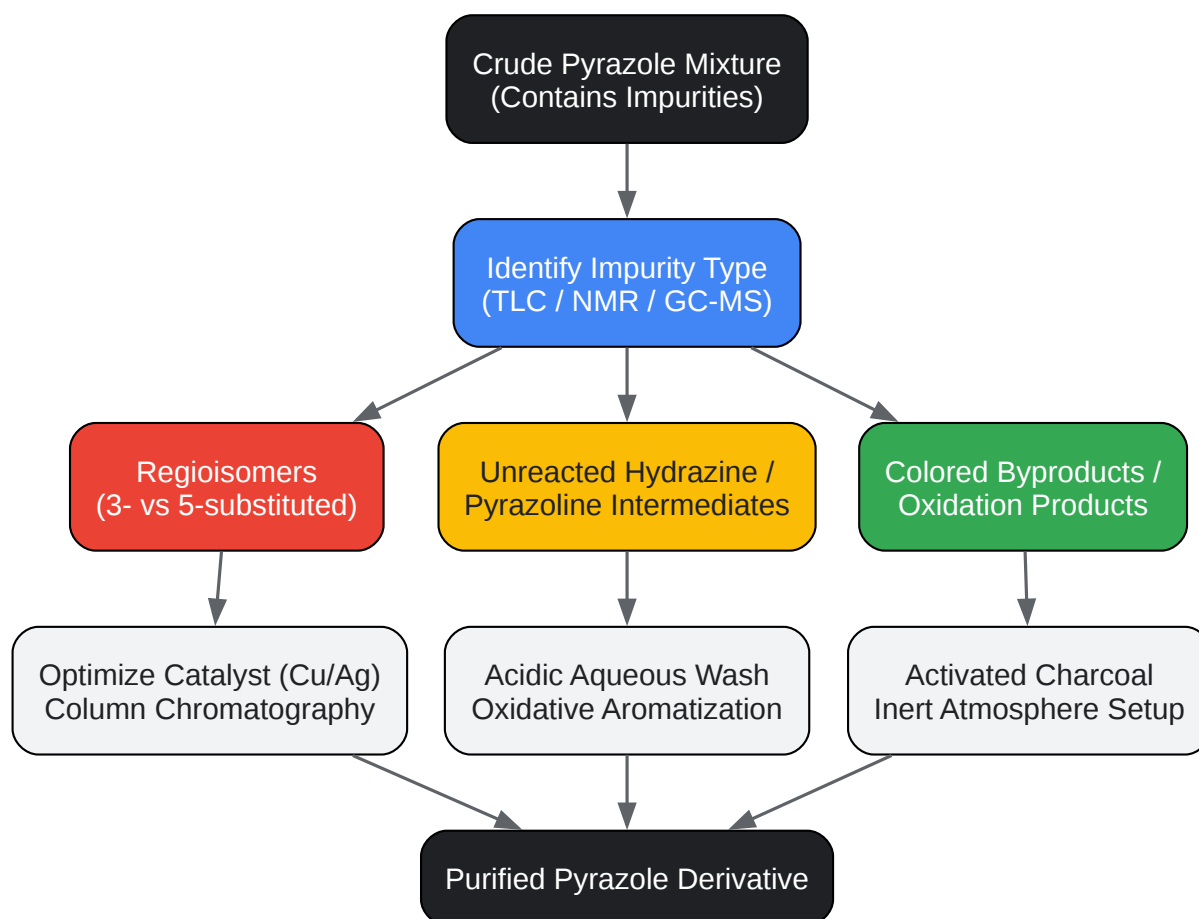 Crude Pyrazole Mixture
(Contains Impurities)
Identify Impurity Type
(TLC / NMR / GC-MS)
Regioisomers
(3- vs 5-substituted)
Unreacted Hydrazine /
Pyrazoline Intermediates
Colored Byproducts /
Oxidation Products
Optimize Catalyst (Cu/Ag)
Column Chromatography
Acidic Aqueous Wash
Oxidative Aromatization
Activated Charcoal
Inert Atmosphere Setup
Purified Pyrazole Derivative